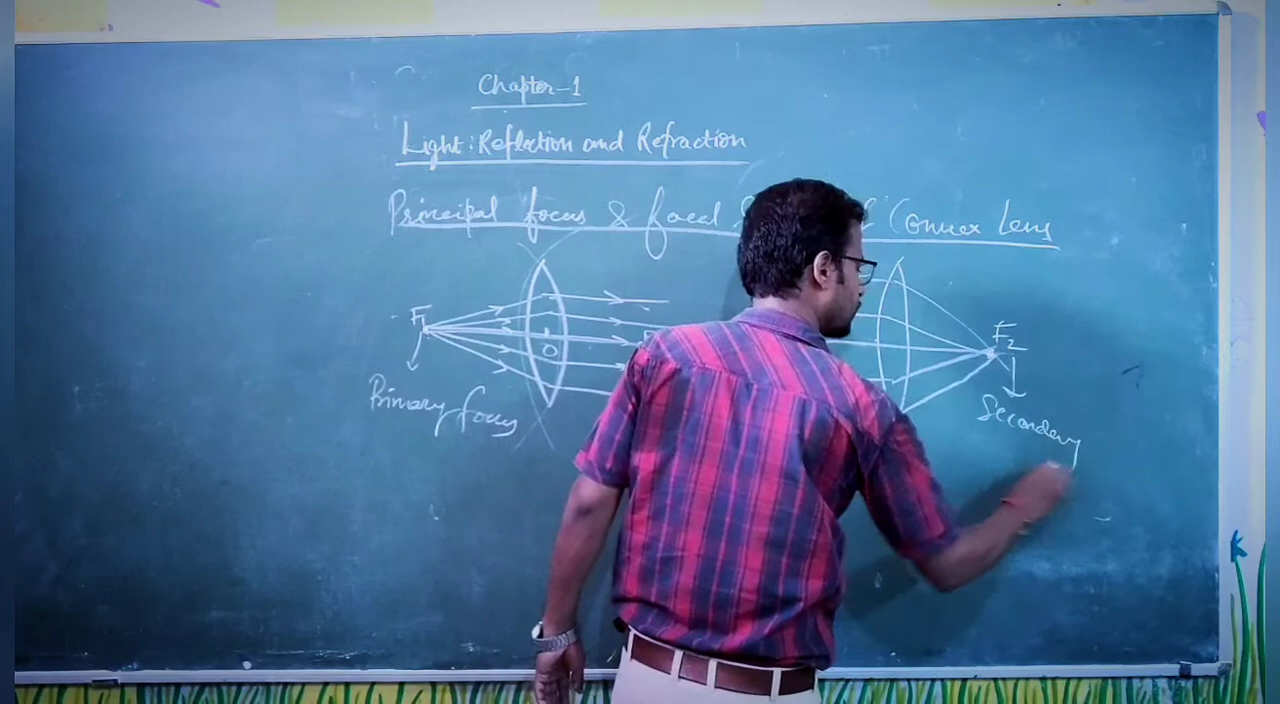 Chapter-1
Light: Reflection and Refraction
Principal focus & focal Convex Lens
F1
F2
O
Primary focus
Secondary